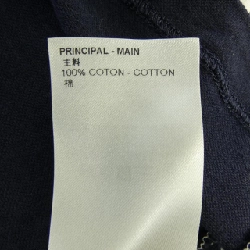 PRINCIPAL - MAIN
主料
100% COTON - COTTON
棉